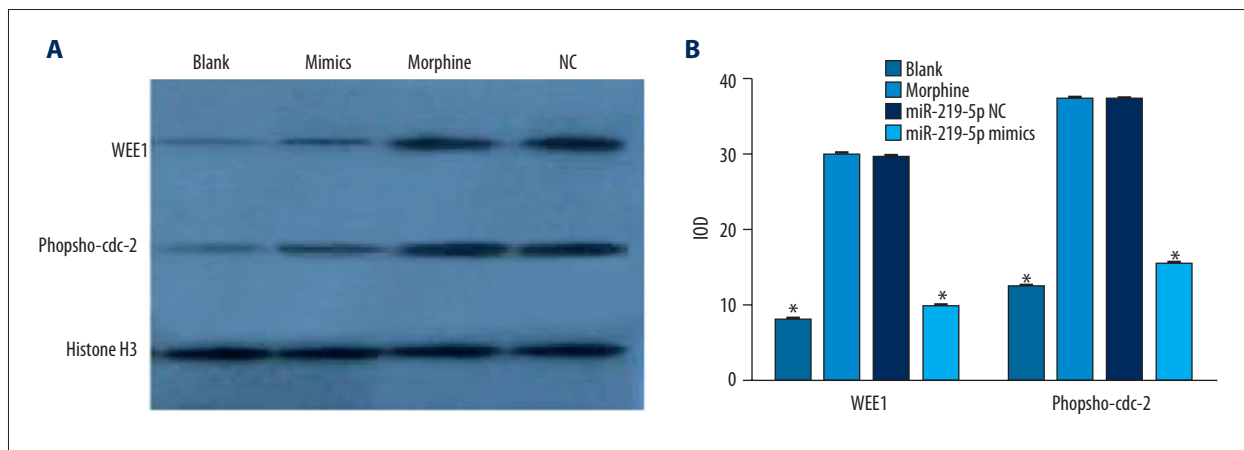 A
Blank Mimics Morphine NC
WEE1
Phopsho-cdc-2
Histone H3
B
Blank
Morphine
miR-219-5p NC
miR-219-5p mimics
40
30
20
10
0
IOD
* * * *
WEE1 Phopsho-cdc-2